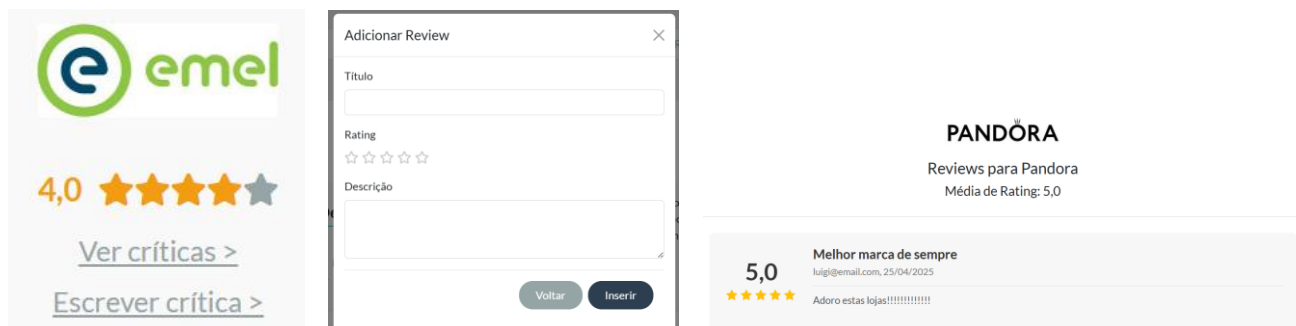 e emel
4,0
Ver críticas >
Escrever crítica >
Adicionar Review
Título
Rating
Descrição
Voltar
Inserir
PANDÖRA
Reviews para Pandora
Média de Rating: 5,0
5,0
Melhor marca de sempre
luigi@email.com, 25/04/2025
Adoro estas lojas!!!!!!!!!!!!!